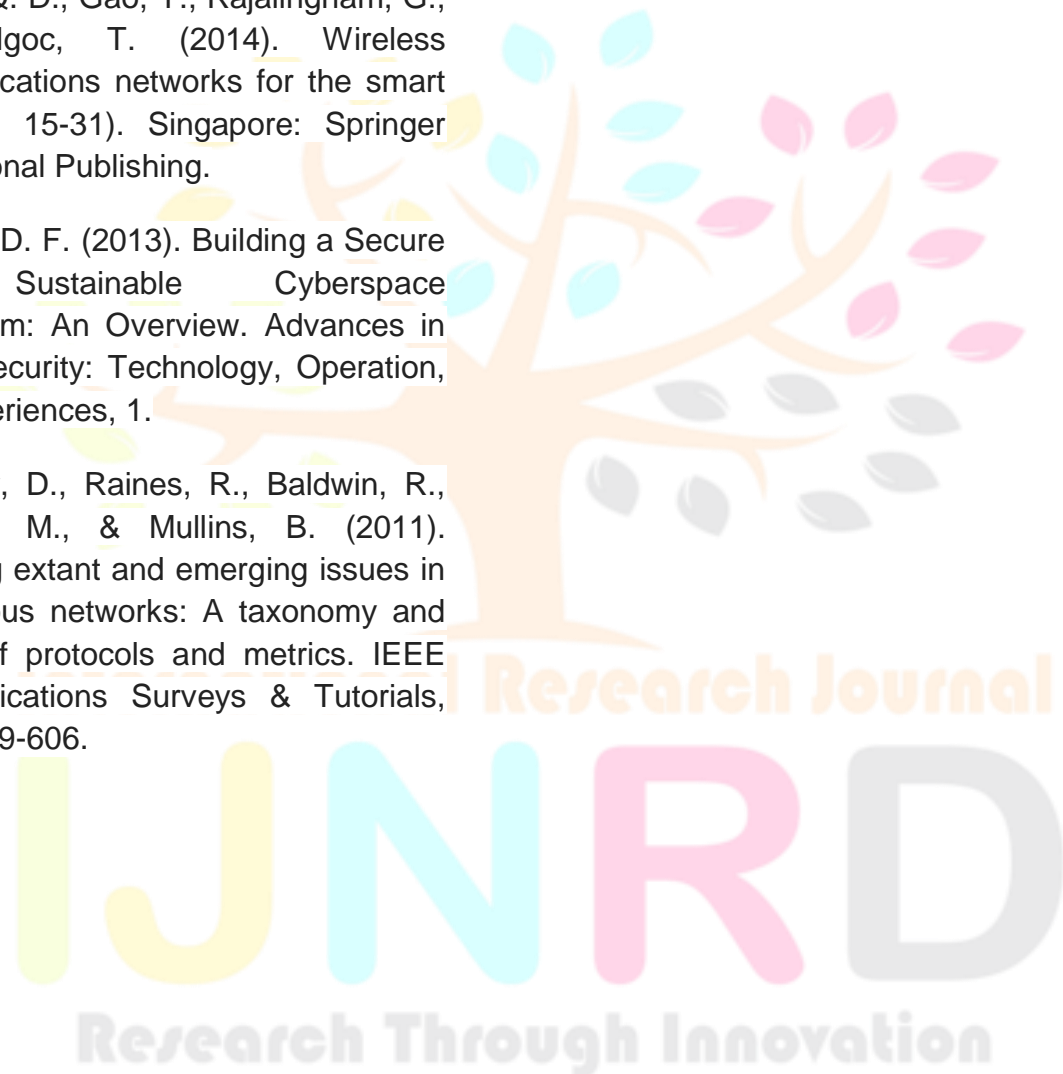 Q. D., Gao, Y., Rajalingham, G.,
Ngoc, T. (2014). Wireless
cations networks for the smart
15-31). Singapore: Springer
onal Publishing.
D. F. (2013). Building a Secure
Sustainable Cyberspace
m: An Overview. Advances in
ecurity: Technology, Operation,
eriences, 1.
, D., Raines, R., Baldwin, R.,
M., & Mullins, B. (2011).
g extant and emerging issues in
ous networks: A taxonomy and
f protocols and metrics. IEEE
ications Surveys & Tutorials,
9-606.
l Research Journal
IJNRD
Research Through Innovation